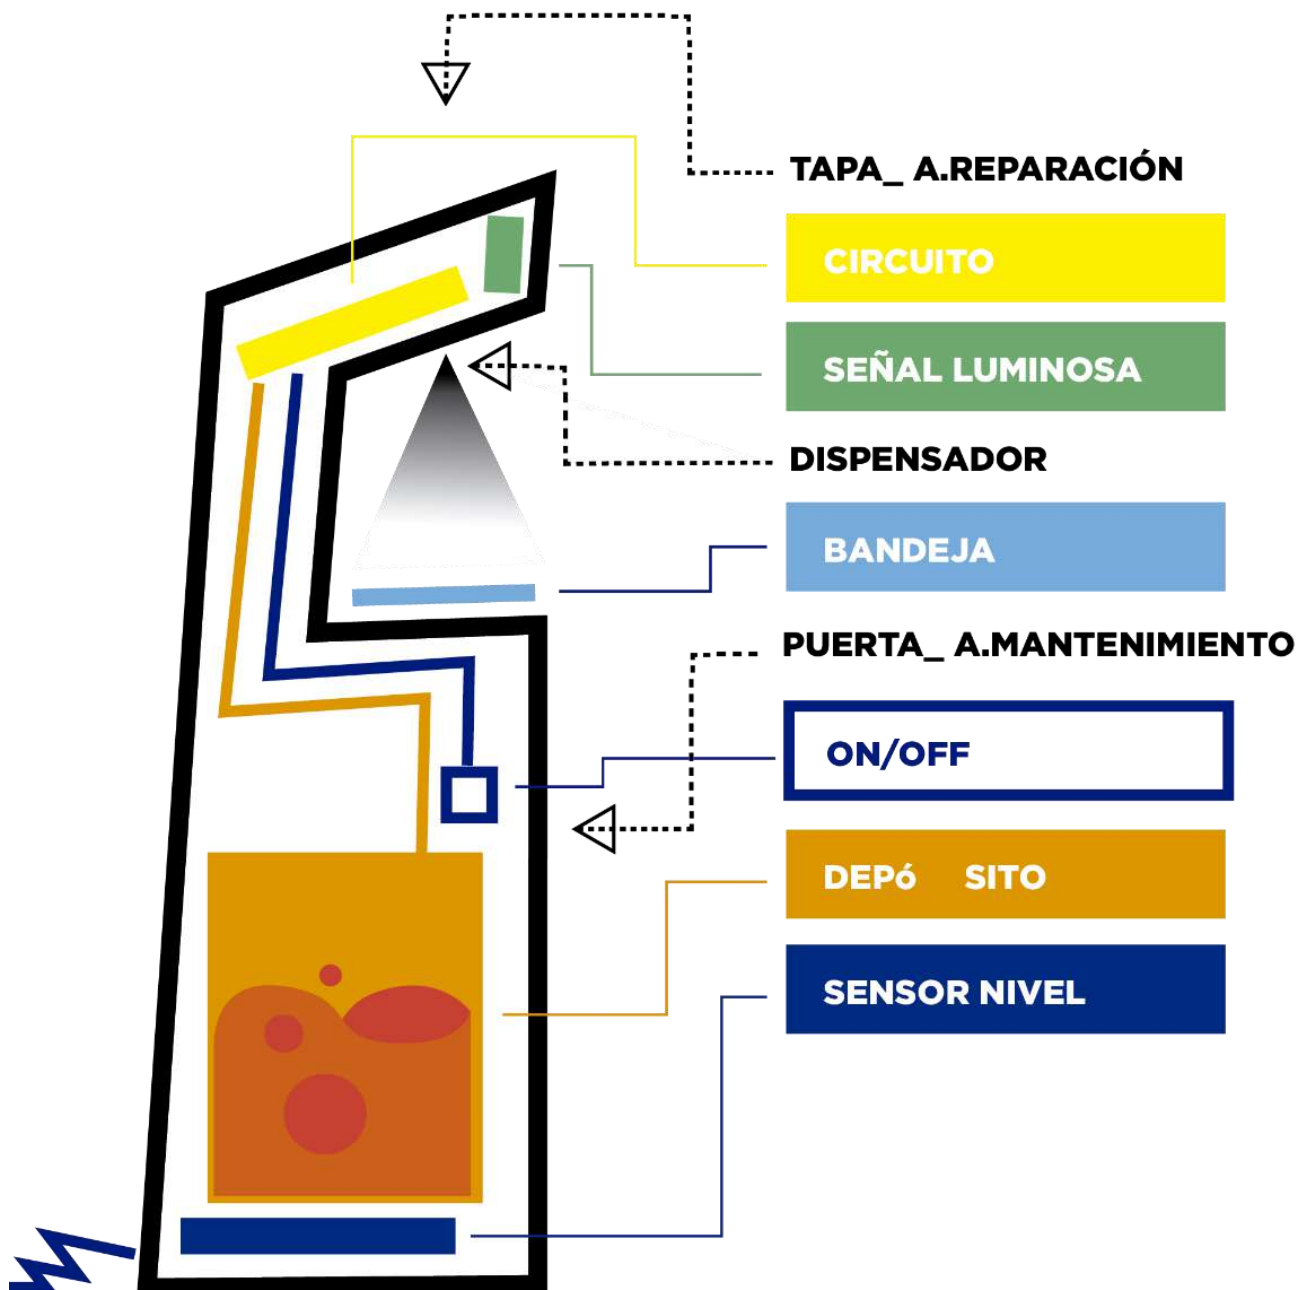 TAPA_ A.REPARACIÓN
CIRCUITO
SEÑAL LUMINOSA
DISPENSADOR
BANDEJA
PUERTA_ A.MANTENIMIENTO
ON/OFF
DEPó SITO
SENSOR NIVEL